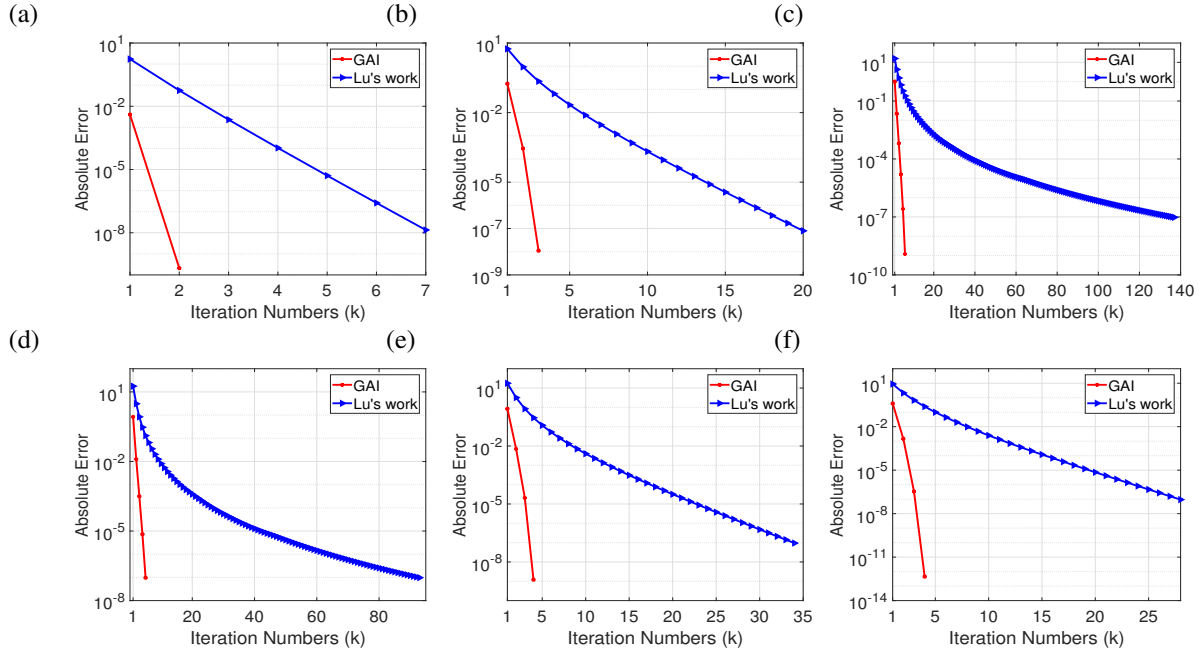 (a)
10^1
10^-2
10^-5
10^-8
Absolute Error
1 2 3 4 5 6 7
Iteration Numbers (k)
GAI
Lu's work
(b)
10^1
10^-2
10^-5
10^-7
10^-9
Absolute Error
1 5 10 15 20
Iteration Numbers (k)
GAI
Lu's work
(c)
10^1
10^-1
10^-4
10^-7
10^-10
Absolute Error
1 20 40 60 80 100 120 140
Iteration Numbers (k)
GAI
Lu's work
(d)
10^1
10^-2
10^-5
10^-8
Absolute Error
1 20 40 60 80
Iteration Numbers (k)
GAI
Lu's work
(e)
10^1
10^-2
10^-5
10^-8
Absolute Error
1 5 10 15 20 25 30 35
Iteration Numbers (k)
GAI
Lu's work
(f)
10^1
10^-2
10^-5
10^-8
10^-11
10^-14
Absolute Error
1 5 10 15 20 25
Iteration Numbers (k)
GAI
Lu's work